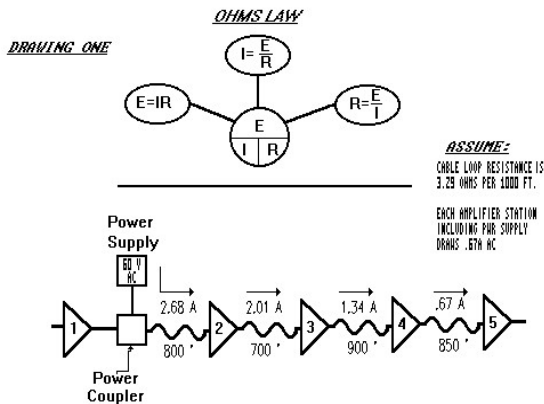 OHMS LAW
DRAWING ONE
I= E/R
E=IR
R= E/I
E
I R
ASSUME:
CABLE LOOP RESISTANCE IS
3.29 OHMS PER 1000 FT.
EACH AMPLIFIER STATION
INCLUDING PWR SUPPLY
DRAWS .67A AC
Power
Supply
60 V
AC
2.68 A
2.01 A
1.34 A
.67 A
1
2
3
4
5
800 '
700 '
900 '
850 '
Power
Coupler